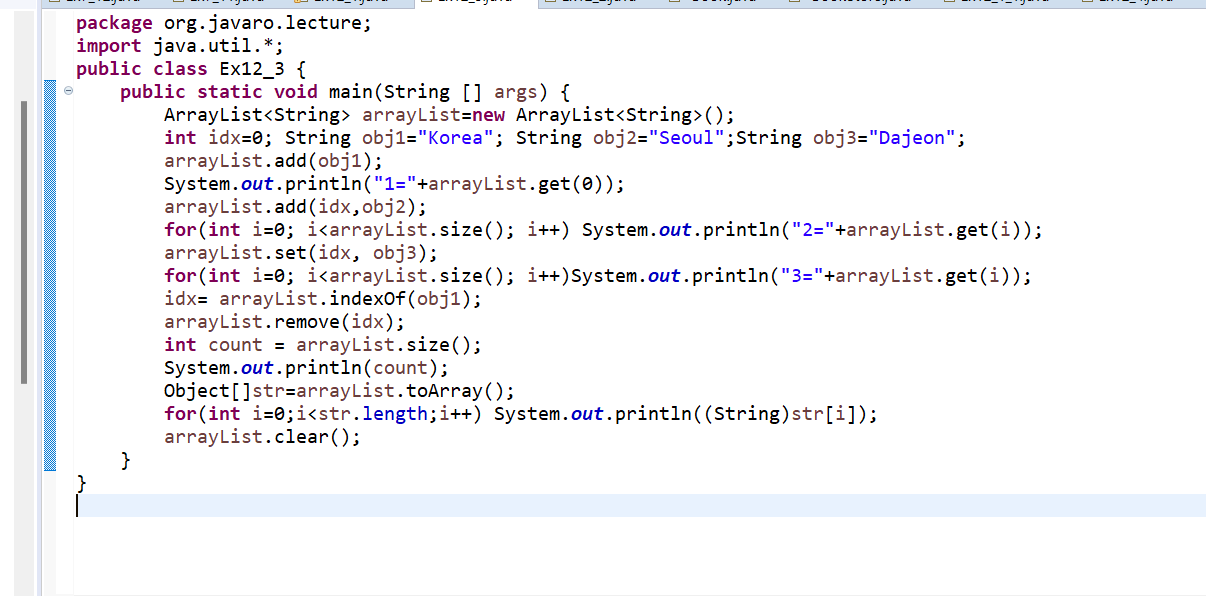 package org.javaro.lecture;
import java.util.*;
public class Ex12_3 {
public static void main(String [] args) {
ArrayList<String> arrayList=new ArrayList<String>();
int idx=0; String obj1="Korea"; String obj2="Seoul";String obj3="Dajeon";
arrayList.add(obj1);
System.out.println("1="+arrayList.get(0));
arrayList.add(idx,obj2);
for(int i=0; i<arrayList.size(); i++) System.out.println("2="+arrayList.get(i));
arrayList.set(idx, obj3);
for(int i=0; i<arrayList.size(); i++)System.out.println("3="+arrayList.get(i));
idx= arrayList.indexOf(obj1);
arrayList.remove(idx);
int count = arrayList.size();
System.out.println(count);
Object[]str=arrayList.toArray();
for(int i=0;i<str.length;i++) System.out.println((String)str[i]);
arrayList.clear();
}
}